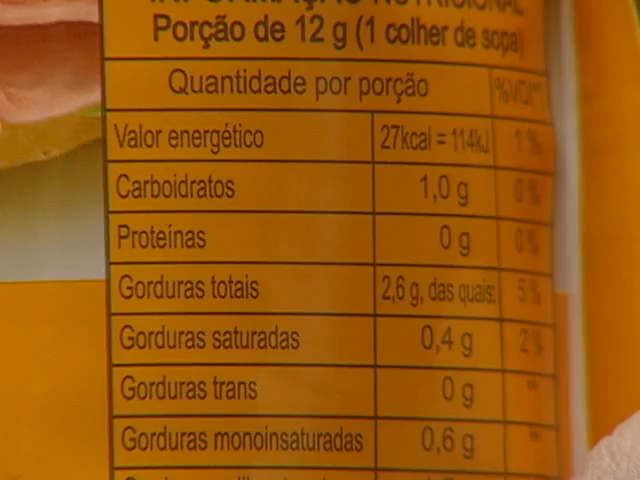 INFORMAÇÃO NUTRICIONAL
Porção de 12 g (1 colher de sopa)
Quantidade por porção %VD(*)
Valor energético 27kcal = 114kJ 1%
Carboidratos 1,0 g 0%
Proteínas 0 g 0%
Gorduras totais 2,6 g, das quais: 5%
Gorduras saturadas 0,4 g 2%
Gorduras trans 0 g **
Gorduras monoinsaturadas 0,6 g **